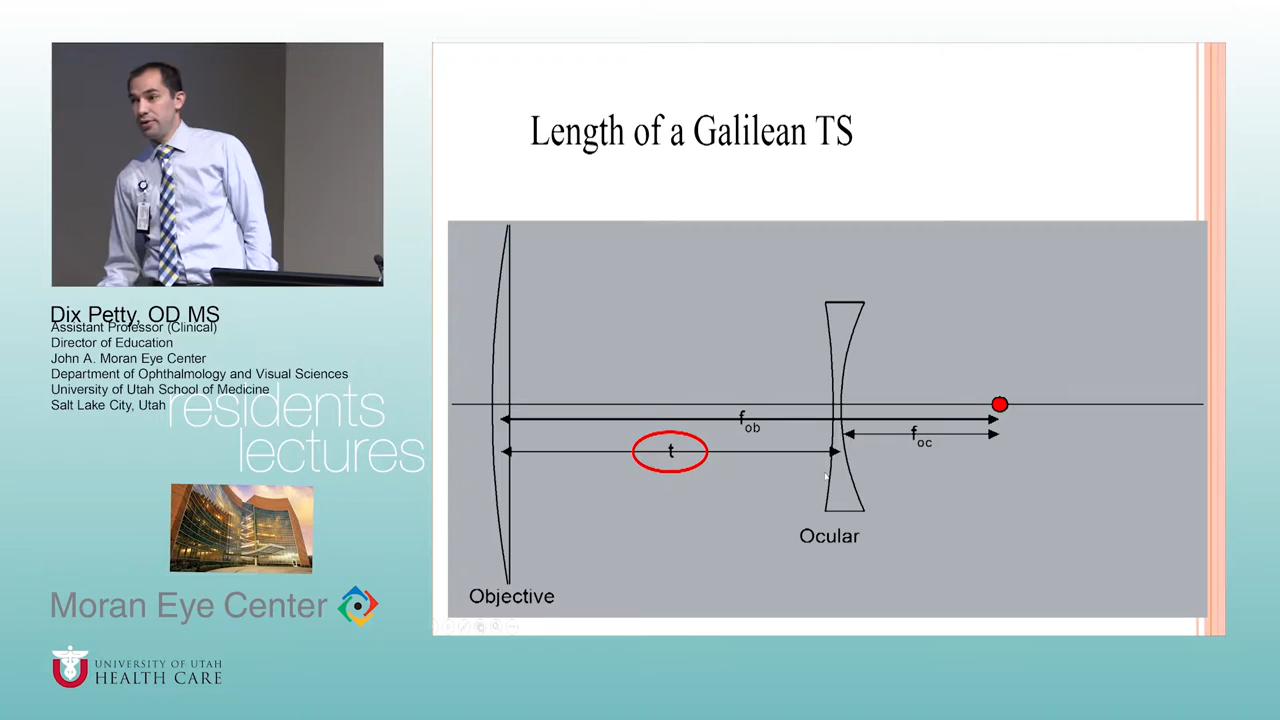 Length of a Galilean TS
f ob
t
f oc
Ocular
Objective
Dix Petty, OD MS
Assistant Professor (Clinical)
Director of Education
John A. Moran Eye Center
Department of Ophthalmology and Visual Sciences
University of Utah School of Medicine
Salt Lake City, Utah
residents
lectures
Moran Eye Center
UNIVERSITY OF UTAH
HEALTH CARE